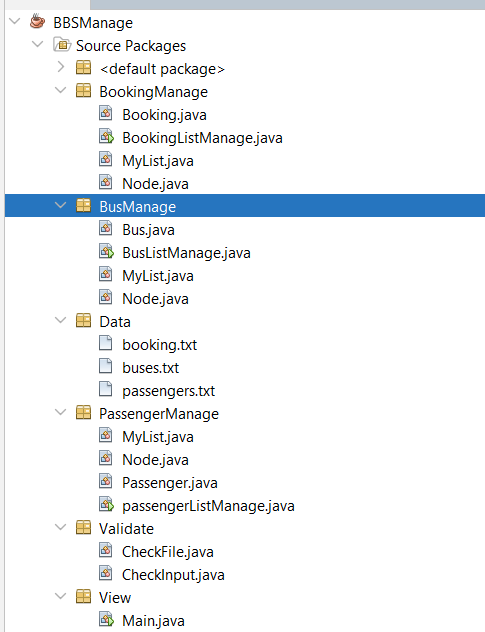 BBSManage
Source Packages
<default package>
BookingManage
Booking.java
BookingListManage.java
MyList.java
Node.java
BusManage
Bus.java
BusListManage.java
MyList.java
Node.java
Data
booking.txt
buses.txt
passengers.txt
PassengerManage
MyList.java
Node.java
Passenger.java
passengerListManage.java
Validate
CheckFile.java
CheckInput.java
View
Main.java